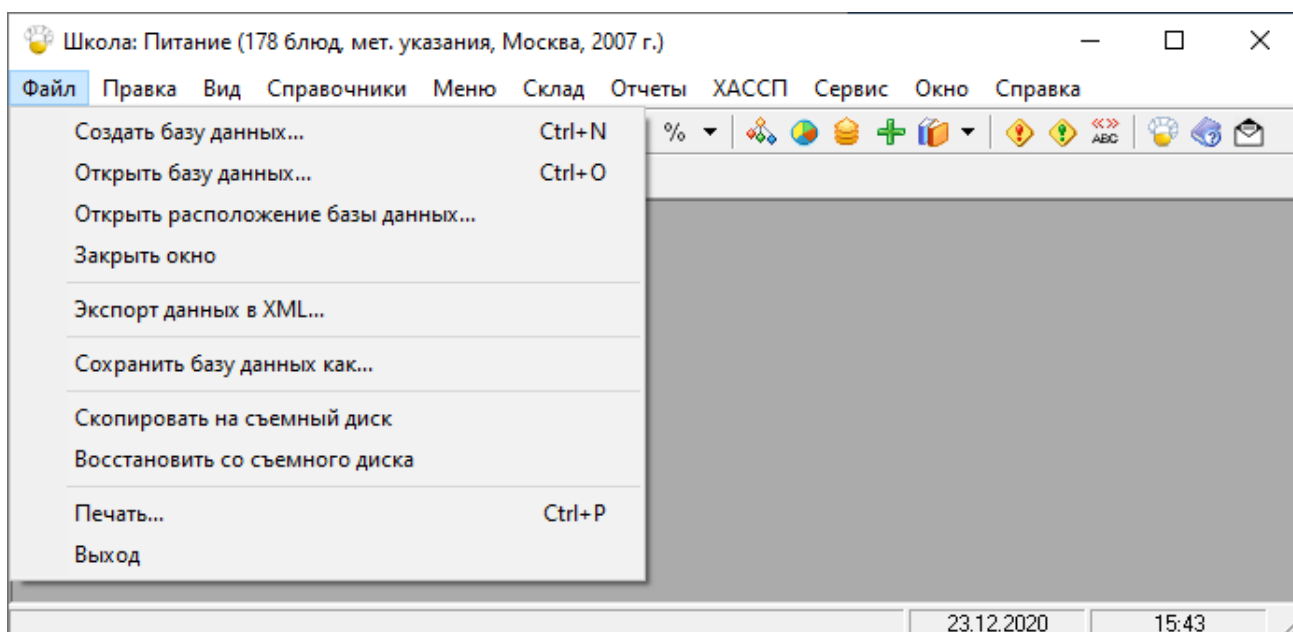 Школа: Питание (178 блюд, мет. указания, Москва, 2007 г.)
Файл Правка Вид Справочники Меню Склад Отчеты ХАССП Сервис Окно Справка
Создать базу данных... Ctrl+N % «» ABC
Открыть базу данных... Ctrl+O
Открыть расположение базы данных...
Закрыть окно
Экспорт данных в XML...
Сохранить базу данных как...
Скопировать на съемный диск
Восстановить со съемного диска
Печать... Ctrl+P
Выход
23.12.2020 15:43